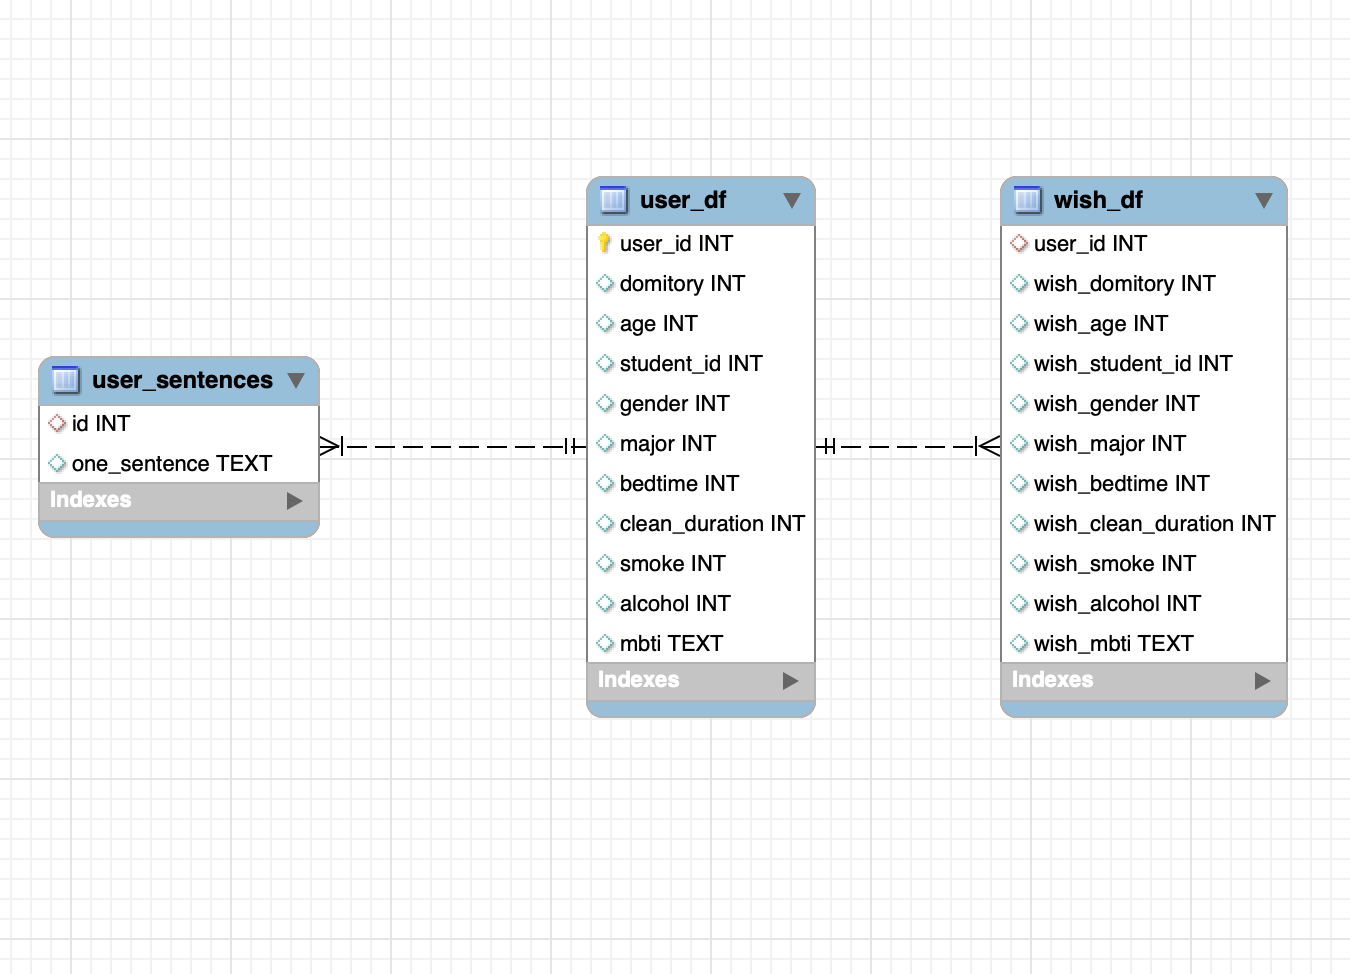 user_sentences
id INT
one_sentence TEXT
Indexes
user_df
user_id INT
domitory INT
age INT
student_id INT
gender INT
major INT
bedtime INT
clean_duration INT
smoke INT
alcohol INT
mbti TEXT
Indexes
wish_df
user_id INT
wish_domitory INT
wish_age INT
wish_student_id INT
wish_gender INT
wish_major INT
wish_bedtime INT
wish_clean_duration INT
wish_smoke INT
wish_alcohol INT
wish_mbti TEXT
Indexes